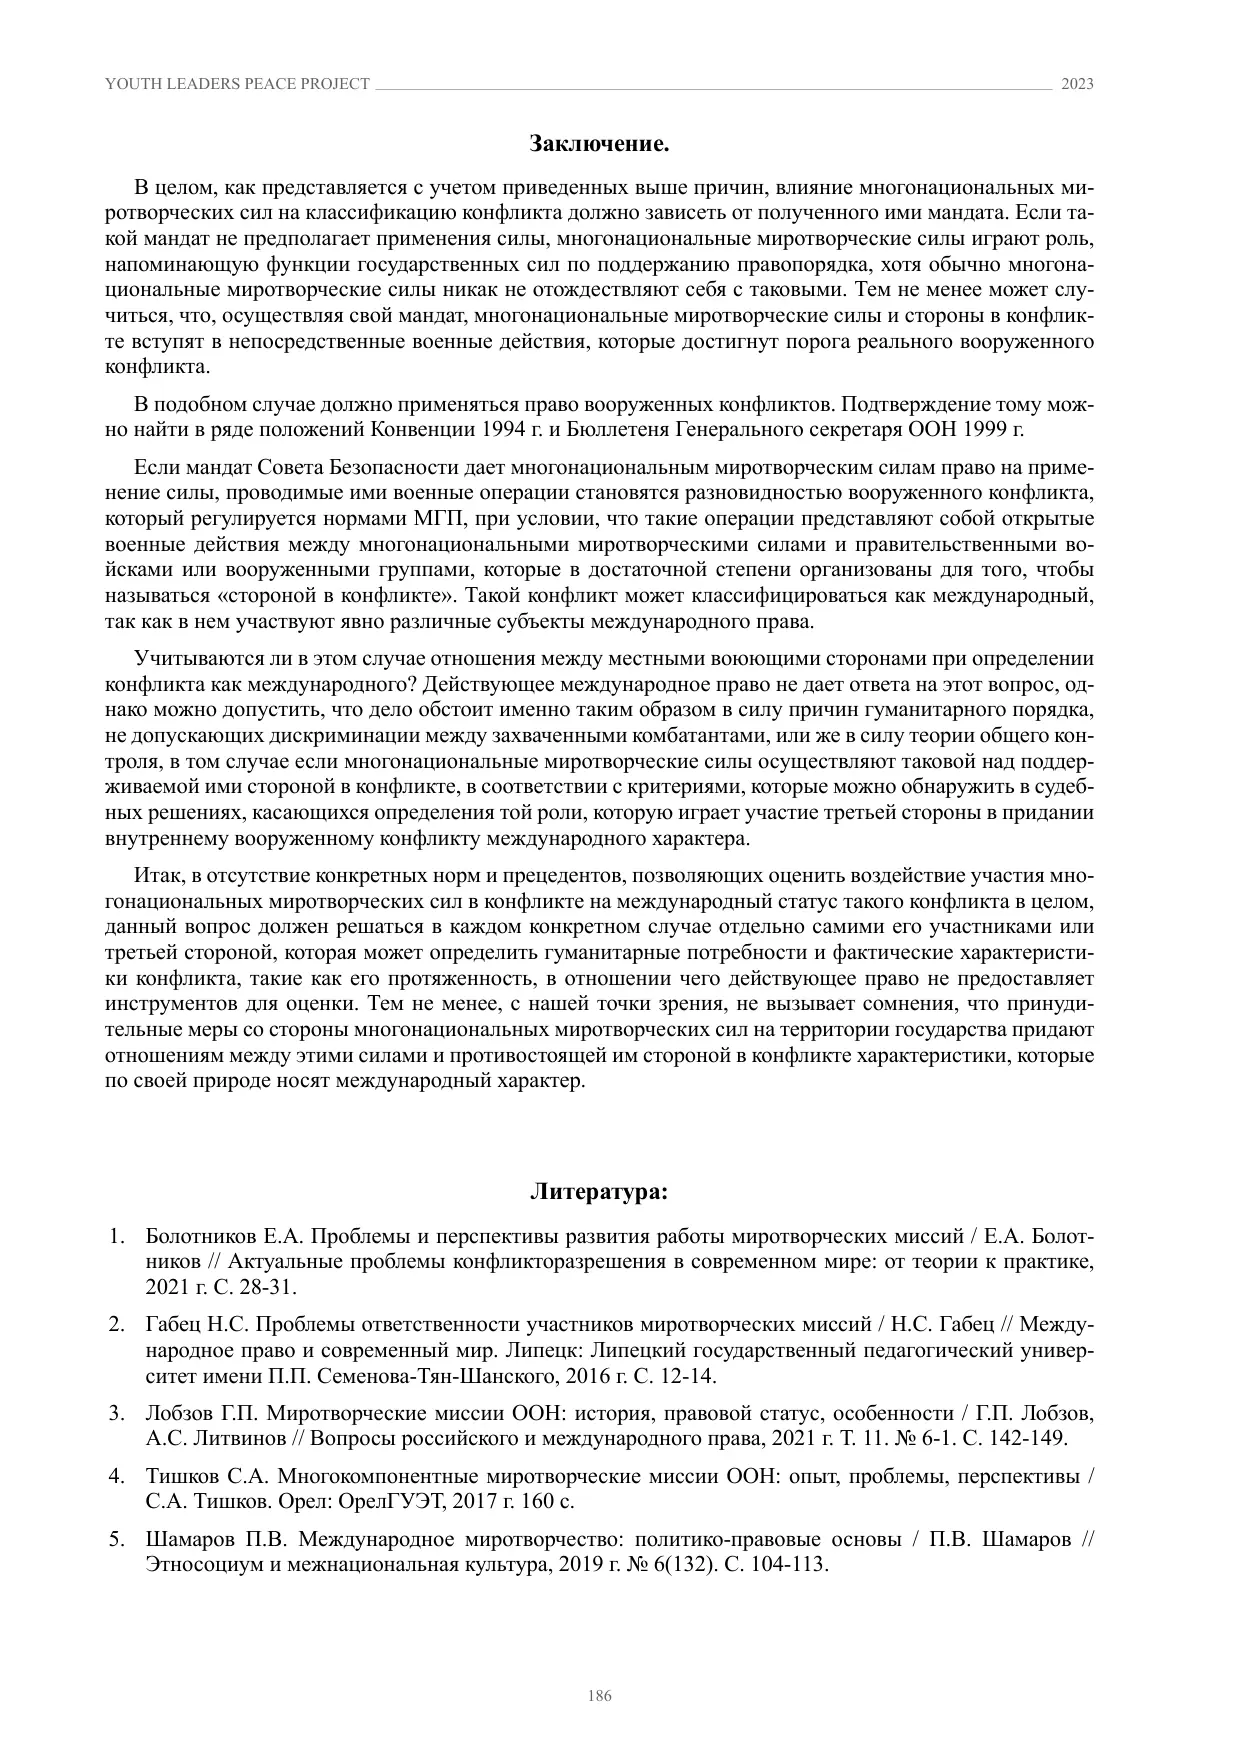 YOUTH LEADERS PEACE PROJECT 2023
Заключение.
В целом, как представляется с учетом приведенных выше причин, влияние многонациональных ми-
ротворческих сил на классификацию конфликта должно зависеть от полученного ими мандата. Если та-
кой мандат не предполагает применения силы, многонациональные миротворческие силы играют роль,
напоминающую функции государственных сил по поддержанию правопорядка, хотя обычно многона-
циональные миротворческие силы никак не отождествляют себя с таковыми. Тем не менее может слу-
читься, что, осуществляя свой мандат, многонациональные миротворческие силы и стороны в конфлик-
те вступят в непосредственные военные действия, которые достигнут порога реального вооруженного
конфликта.
В подобном случае должно применяться право вооруженных конфликтов. Подтверждение тому мож-
но найти в ряде положений Конвенции 1994 г. и Бюллетеня Генерального секретаря ООН 1999 г.
Если мандат Совета Безопасности дает многонациональным миротворческим силам право на приме-
нение силы, проводимые ими военные операции становятся разновидностью вооруженного конфликта,
который регулируется нормами МГП, при условии, что такие операции представляют собой открытые
военные действия между многонациональными миротворческими силами и правительственными во-
йсками или вооруженными группами, которые в достаточной степени организованы для того, чтобы
называться «стороной в конфликте». Такой конфликт может классифицироваться как международный,
так как в нем участвуют явно различные субъекты международного права.
Учитываются ли в этом случае отношения между местными воюющими сторонами при определении
конфликта как международного? Действующее международное право не дает ответа на этот вопрос, од-
нако можно допустить, что дело обстоит именно таким образом в силу причин гуманитарного порядка,
не допускающих дискриминации между захваченными комбатантами, или же в силу теории общего кон-
троля, в том случае если многонациональные миротворческие силы осуществляют таковой над поддер-
живаемой ими стороной в конфликте, в соответствии с критериями, которые можно обнаружить в судеб-
ных решениях, касающихся определения той роли, которую играет участие третьей стороны в придании
внутреннему вооруженному конфликту международного характера.
Итак, в отсутствие конкретных норм и прецедентов, позволяющих оценить воздействие участия мно-
гонациональных миротворческих сил в конфликте на международный статус такого конфликта в целом,
данный вопрос должен решаться в каждом конкретном случае отдельно самими его участниками или
третьей стороной, которая может определить гуманитарные потребности и фактические характеристи-
ки конфликта, такие как его протяженность, в отношении чего действующее право не предоставляет
инструментов для оценки. Тем не менее, с нашей точки зрения, не вызывает сомнения, что принуди-
тельные меры со стороны многонациональных миротворческих сил на территории государства придают
отношениям между этими силами и противостоящей им стороной в конфликте характеристики, которые
по своей природе носят международный характер.
Литература:
1. Болотников Е.А. Проблемы и перспективы развития работы миротворческих миссий / Е.А. Болот-
ников // Актуальные проблемы конфликторазрешения в современном мире: от теории к практике,
2021 г. С. 28-31.
2. Габец Н.С. Проблемы ответственности участников миротворческих миссий / Н.С. Габец // Между-
народное право и современный мир. Липецк: Липецкий государственный педагогический универ-
ситет имени П.П. Семенова-Тян-Шанского, 2016 г. С. 12-14.
3. Лобзов Г.П. Миротворческие миссии ООН: история, правовой статус, особенности / Г.П. Лобзов,
А.С. Литвинов // Вопросы российского и международного права, 2021 г. Т. 11. № 6-1. С. 142-149.
4. Тишков С.А. Многокомпонентные миротворческие миссии ООН: опыт, проблемы, перспективы /
С.А. Тишков. Орел: ОрелГУЭТ, 2017 г. 160 с.
5. Шамаров П.В. Международное миротворчество: политико-правовые основы / П.В. Шамаров //
Этносоциум и межнациональная культура, 2019 г. № 6(132). С. 104-113.
186